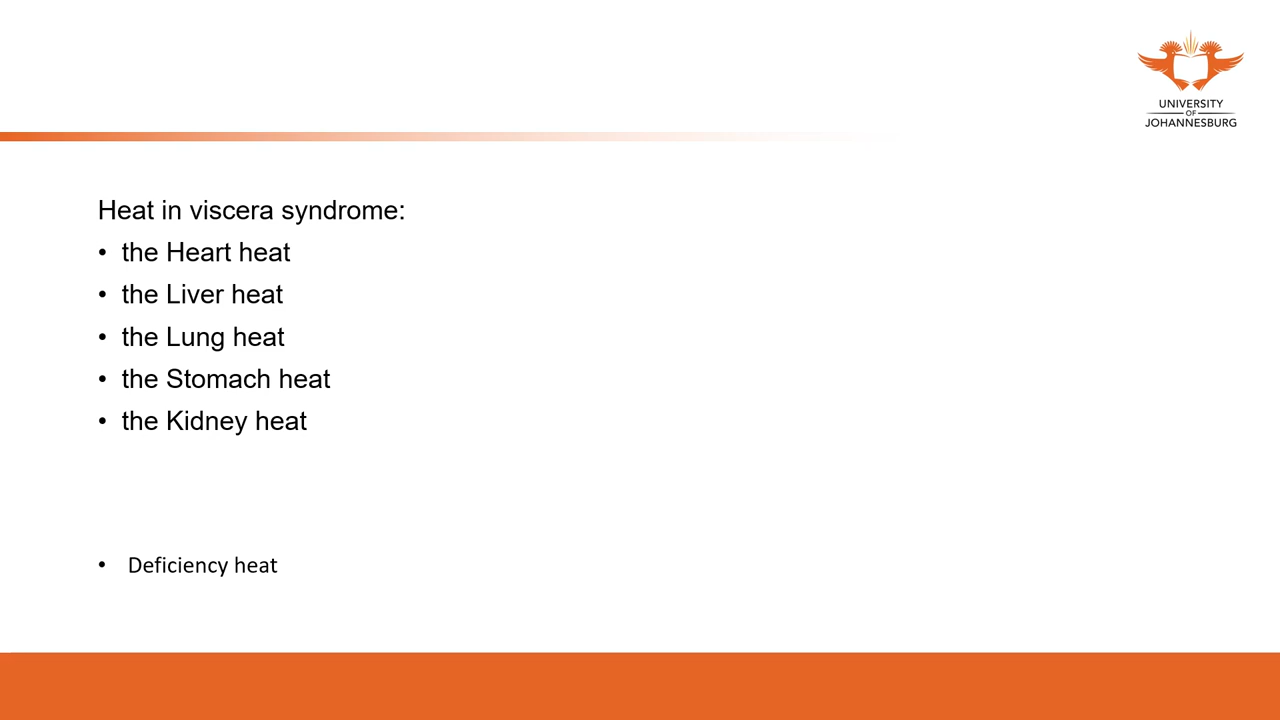 UNIVERSITY
OF
JOHANNESBURG
Heat in viscera syndrome:
• the Heart heat
• the Liver heat
• the Lung heat
• the Stomach heat
• the Kidney heat
• Deficiency heat